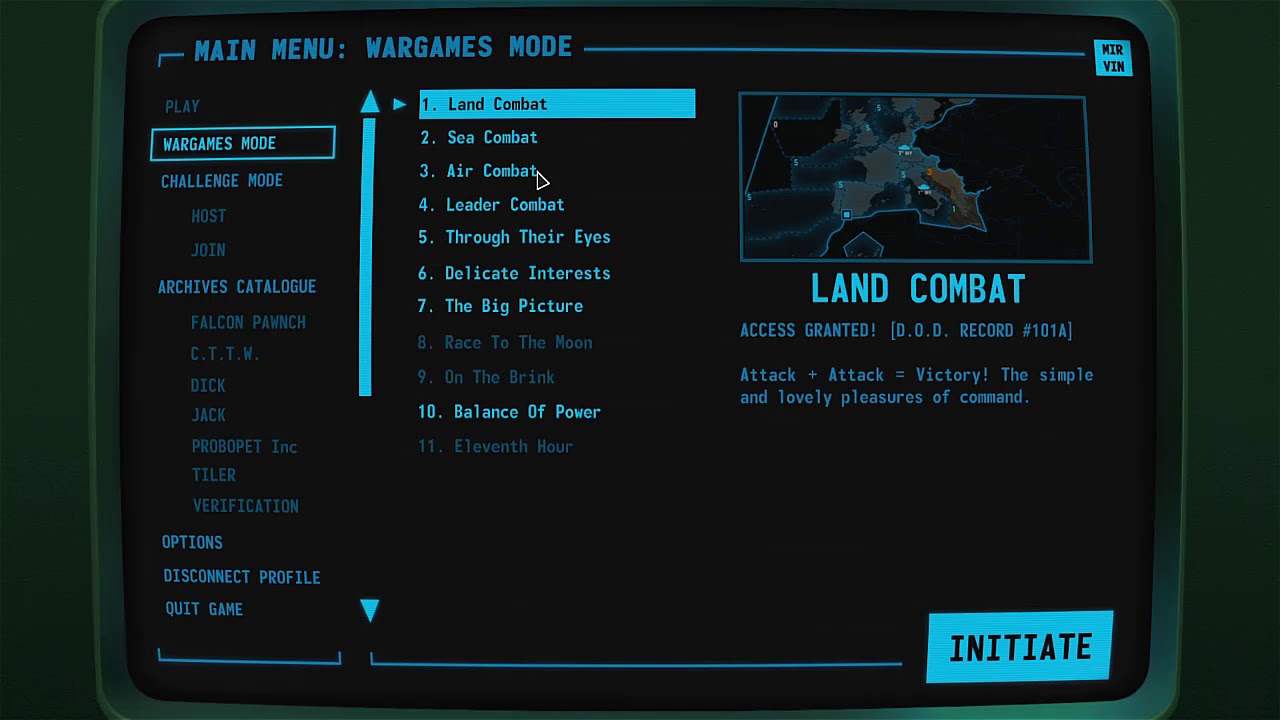 MAIN MENU: WARGAMES MODE
MIR
VIN
PLAY
WARGAMES MODE
CHALLENGE MODE
HOST
JOIN
ARCHIVES CATALOGUE
FALCON PAWNCH
C.T.T.W.
DICK
JACK
PROBOPET Inc
TILER
VERIFICATION
OPTIONS
DISCONNECT PROFILE
QUIT GAME
1. Land Combat
2. Sea Combat
3. Air Combat
4. Leader Combat
5. Through Their Eyes
6. Delicate Interests
7. The Big Picture
8. Race To The Moon
9. On The Brink
10. Balance Of Power
11. Eleventh Hour
LAND COMBAT
ACCESS GRANTED! [D.O.D. RECORD #101A]
Attack + Attack = Victory! The simple
and lovely pleasures of command.
INITIATE